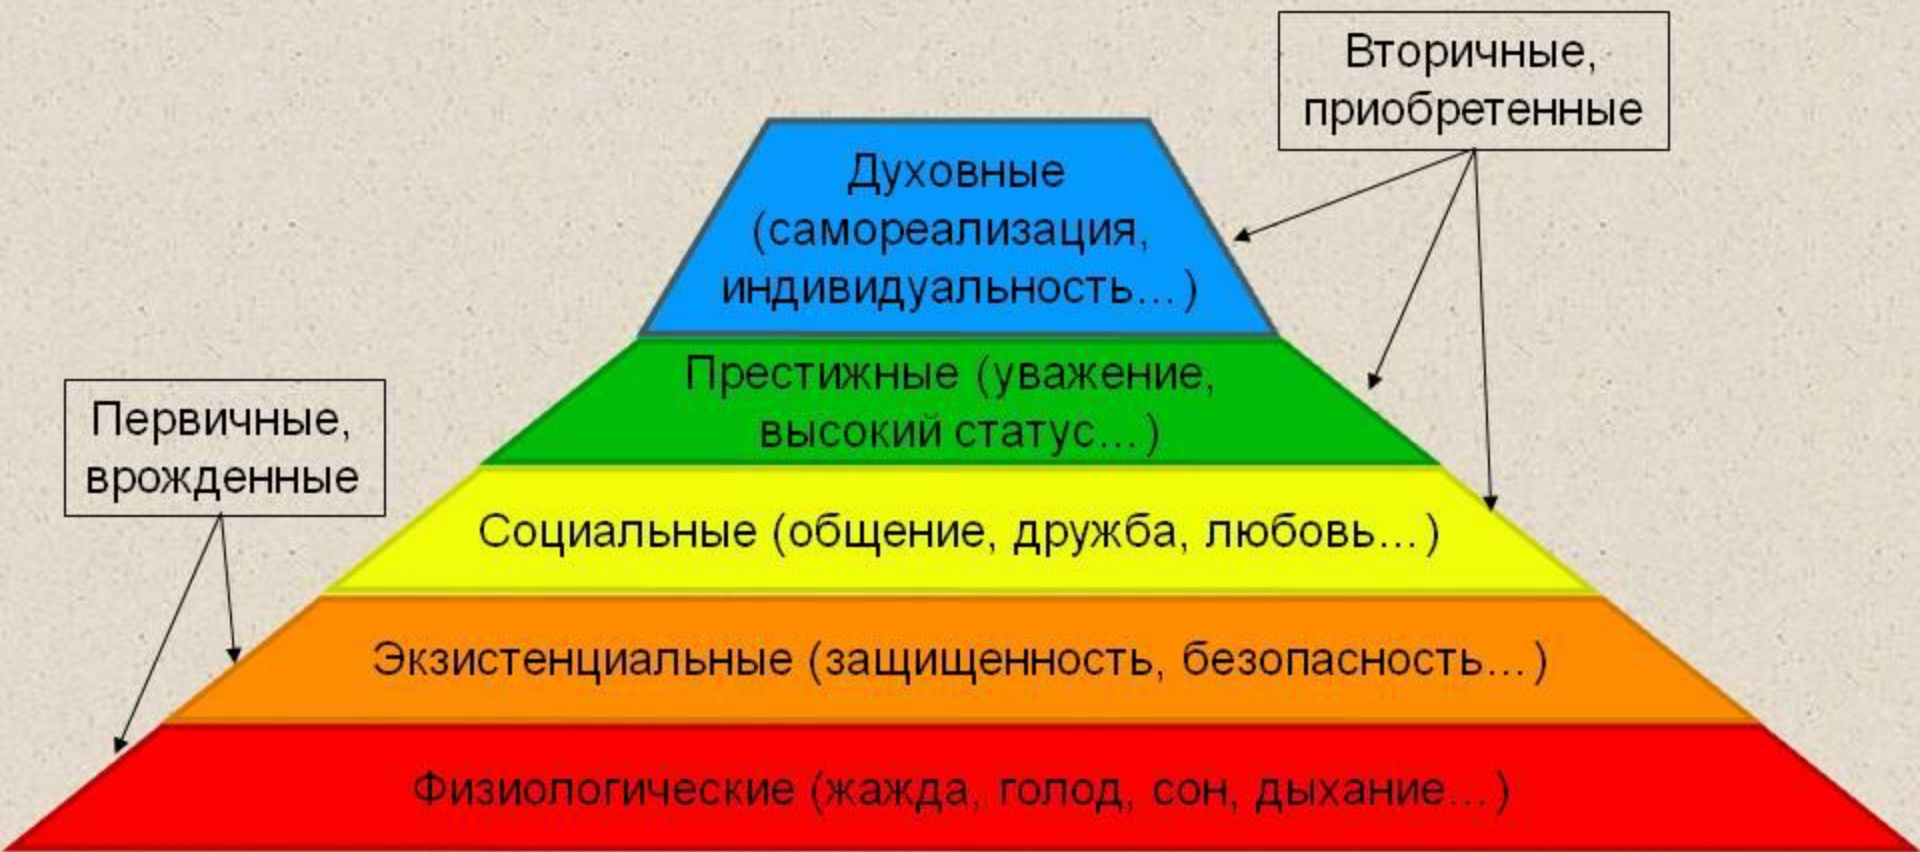 Вторичные,
приобретенные
Духовные
(самореализация,
индивидуальность...)
Престижные (уважение,
высокий статус...)
Первичные,
врожденные
Социальные (общение, дружба, любовь...)
Экзистенциальные (защищенность, безопасность...)
Физиологические (жажда, голод, сон, дыхание...)